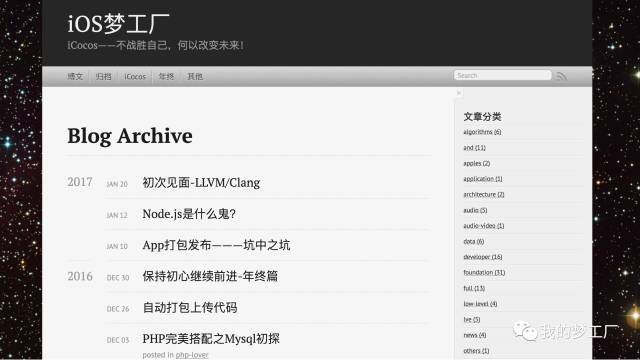 iOS梦工厂
iCocos——不战胜自己，何以改变未来！
博文 归档 iCocos 年终 其他
Search
Blog Archive
2017
JAN 20 初次见面-LLVM/Clang
JAN 12 Node.js是什么鬼？
JAN 10 App打包发布———坑中之坑
2016
DEC 30 保持初心继续前进-年终篇
DEC 26 自动打包上传代码
DEC 03 PHP完美搭配之Mysql初探
posted in php-lover
文章分类
algorithms (6)
and (11)
apples (2)
application (1)
architecture (2)
audio (5)
audio-video (1)
data (6)
developer (16)
foundation (31)
full (13)
low-level (4)
lve (5)
news (4)
others (1)
我的梦工厂